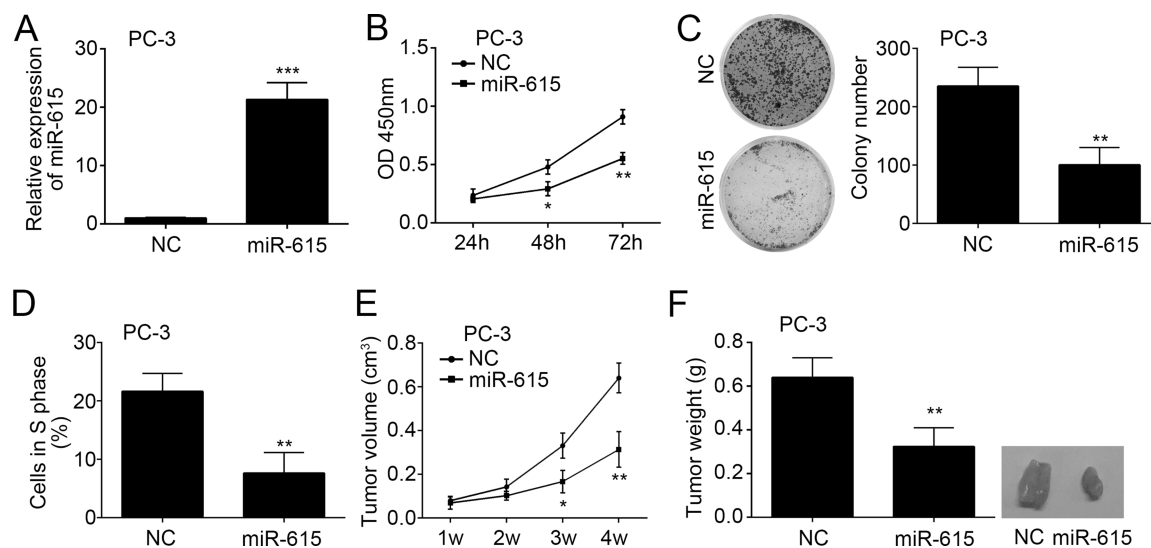 A
PC-3
Relative expression
of miR-615
30
20
10
0
***
NC
miR-615
B
PC-3
NC
miR-615
OD 450nm
1.5
1.0
0.5
0.0
*
**
24h
48h
72h
C
NC
miR-615
PC-3
Colony number
300
200
100
0
**
NC
miR-615
D
PC-3
Cells in S phase
(%)
30
20
10
0
**
NC
miR-615
E
PC-3
NC
miR-615
Tumor volume (cm³)
0.8
0.6
0.4
0.2
0.0
*
**
1w
2w
3w
4w
F
PC-3
Tumor weight (g)
0.8
0.6
0.4
0.2
0.0
**
NC
miR-615
NC miR-615